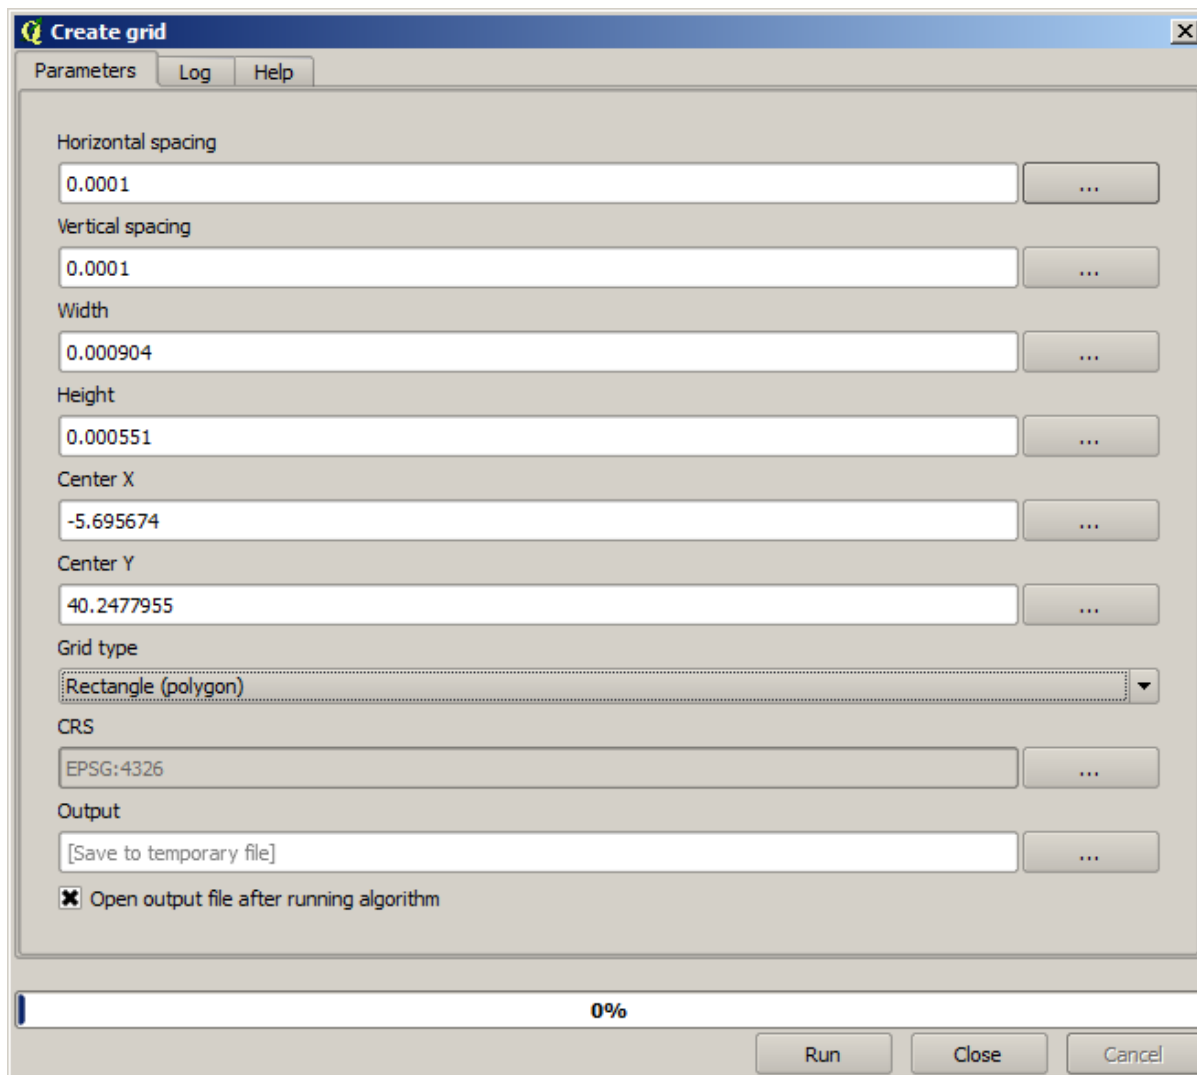 Create grid
Parameters Log Help
Horizontal spacing
0.0001 ...
Vertical spacing
0.0001 ...
Width
0.000904 ...
Height
0.000551 ...
Center X
-5.695674 ...
Center Y
40.2477955 ...
Grid type
Rectangle (polygon)
CRS
EPSG:4326 ...
Output
[Save to temporary file] ...
Open output file after running algorithm
0%
Run Close Cancel